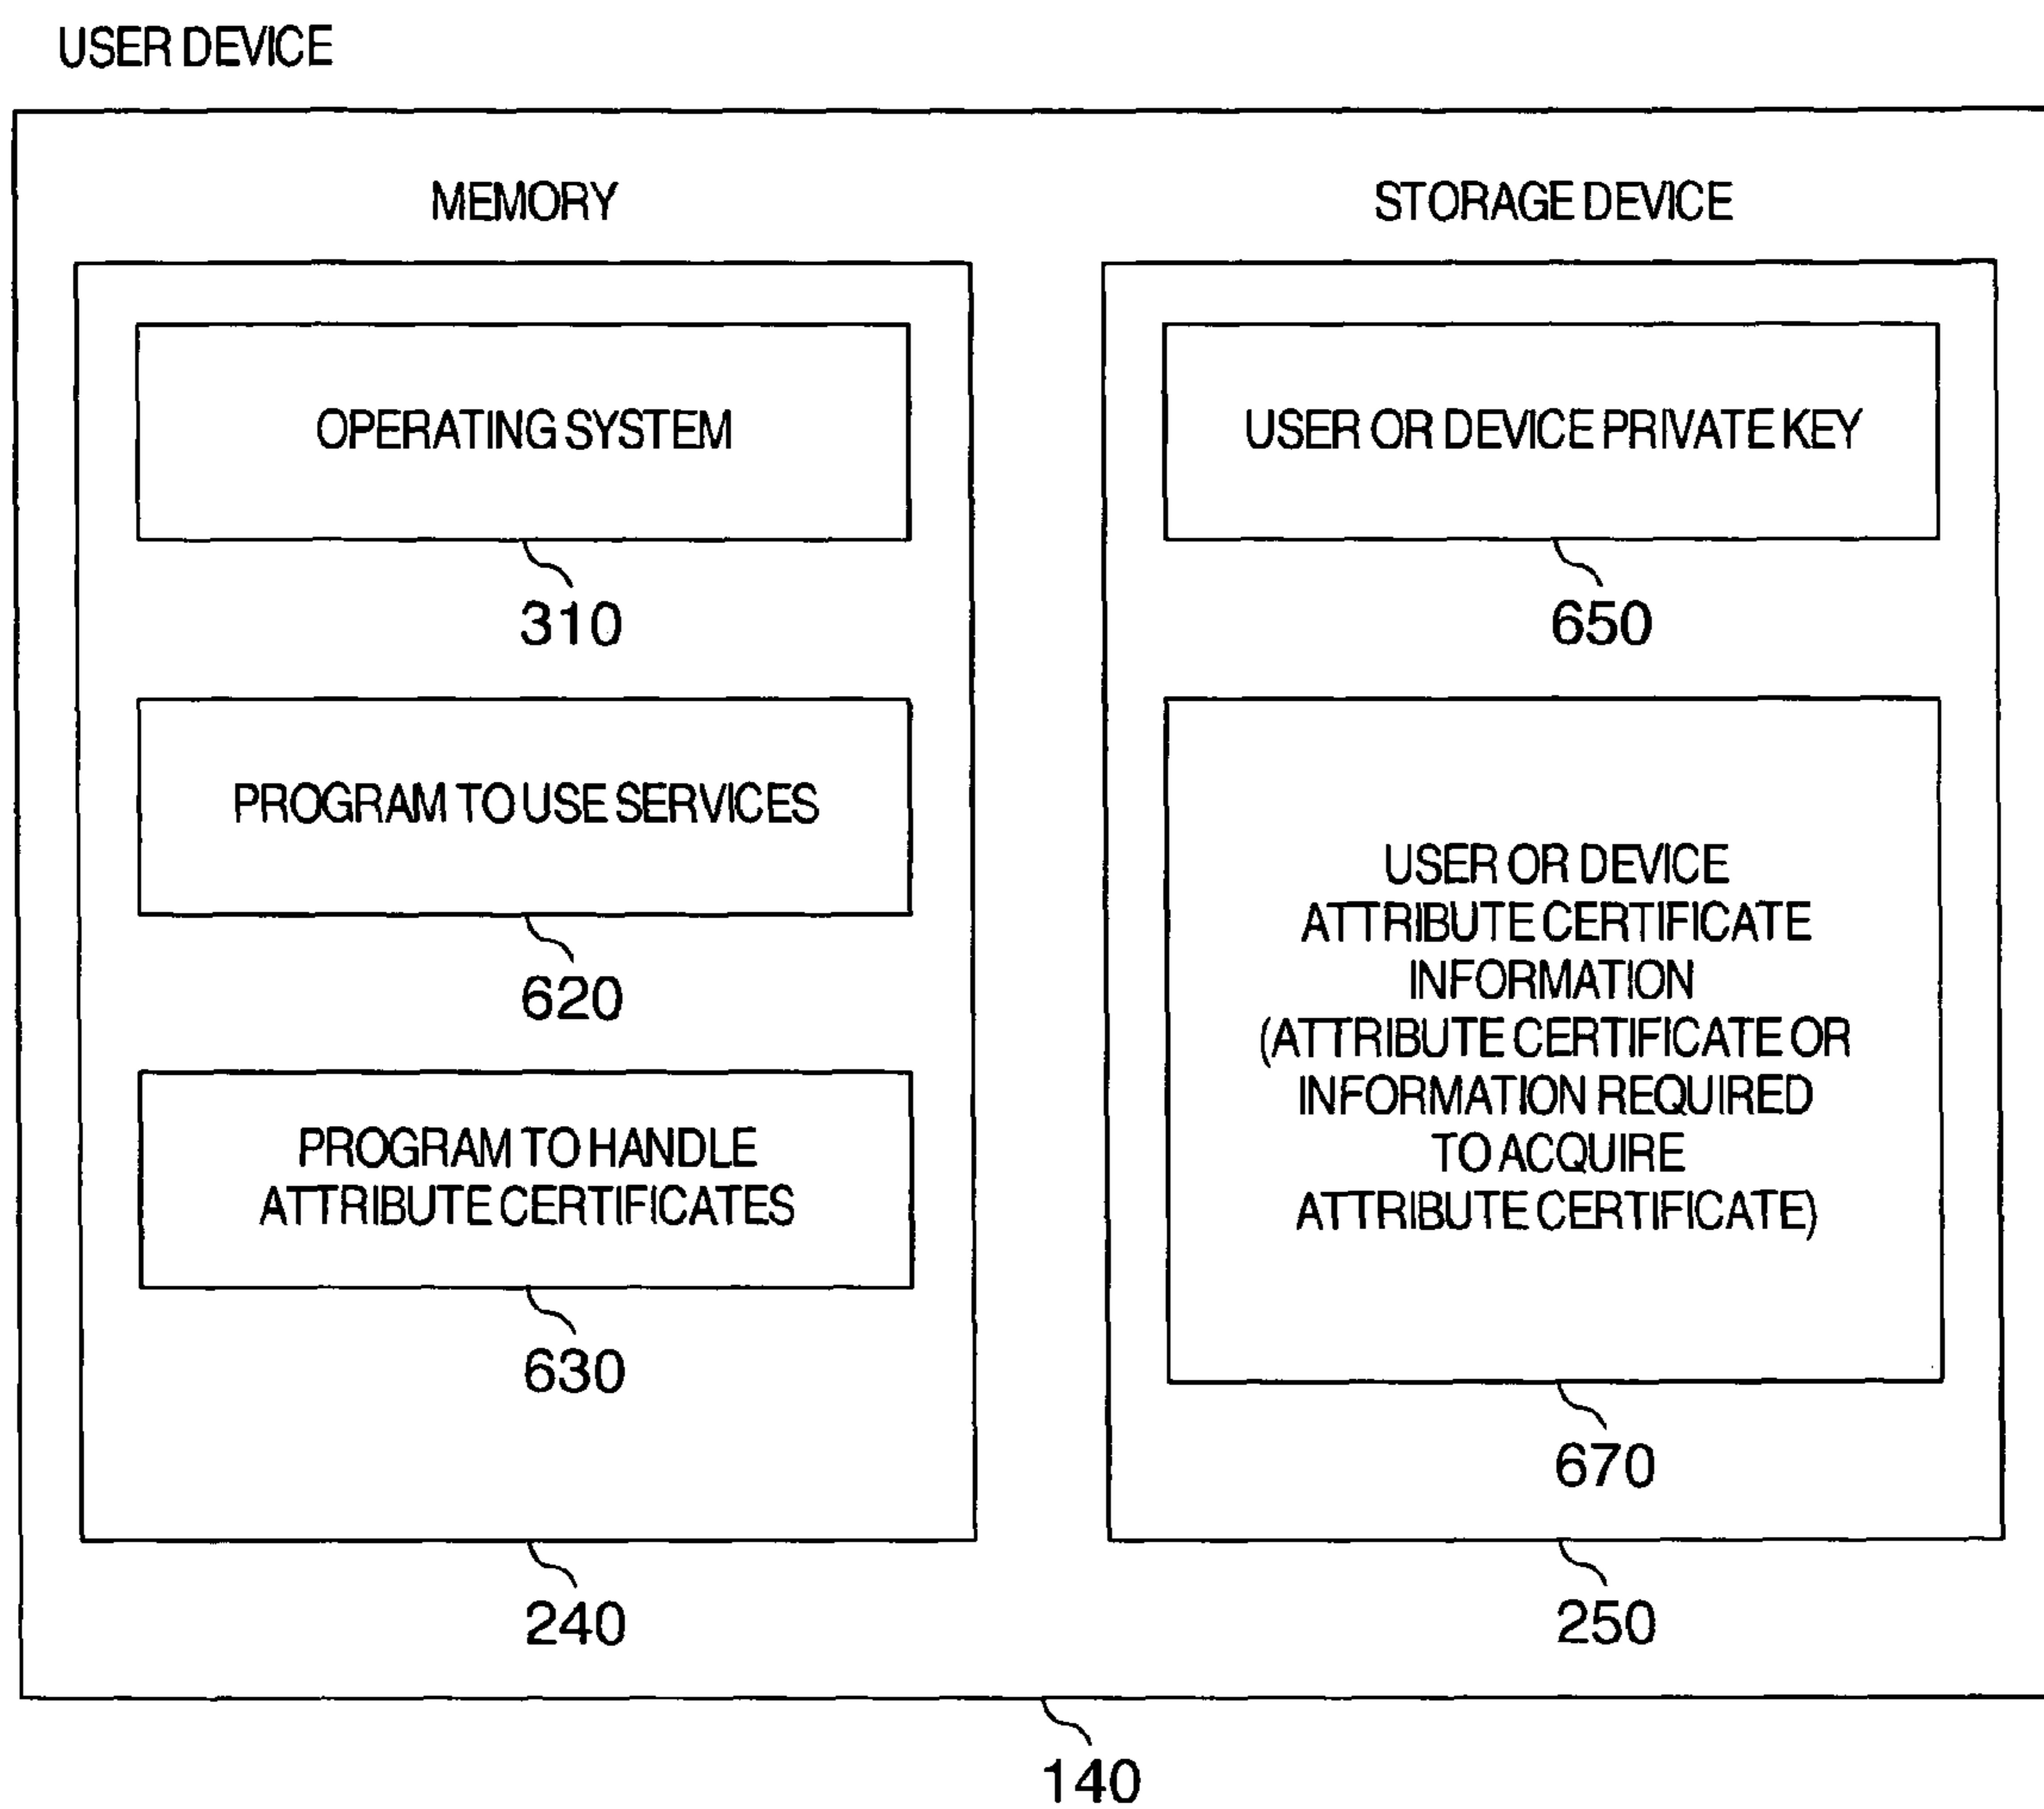 USER DEVICE
MEMORY
OPERATING SYSTEM
310
PROGRAM TO USE SERVICES
620
PROGRAM TO HANDLE
ATTRIBUTE CERTIFICATES
630
240
STORAGE DEVICE
USER OR DEVICE PRIVATE KEY
650
USER OR DEVICE
ATTRIBUTE CERTIFICATE
INFORMATION
(ATTRIBUTE CERTIFICATE OR
INFORMATION REQUIRED
TO ACQUIRE
ATTRIBUTE CERTIFICATE)
670
250
140